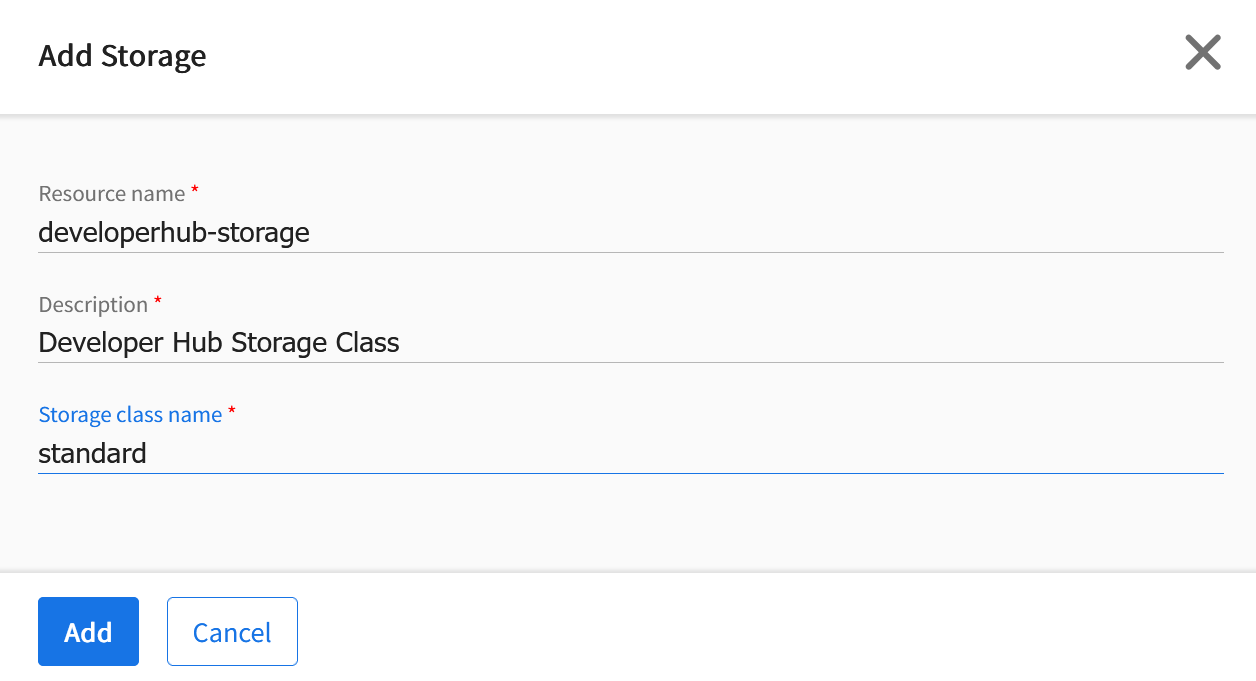 Add Storage
Resource name *
developerhub-storage
Description *
Developer Hub Storage Class
Storage class name *
standard
Add
Cancel